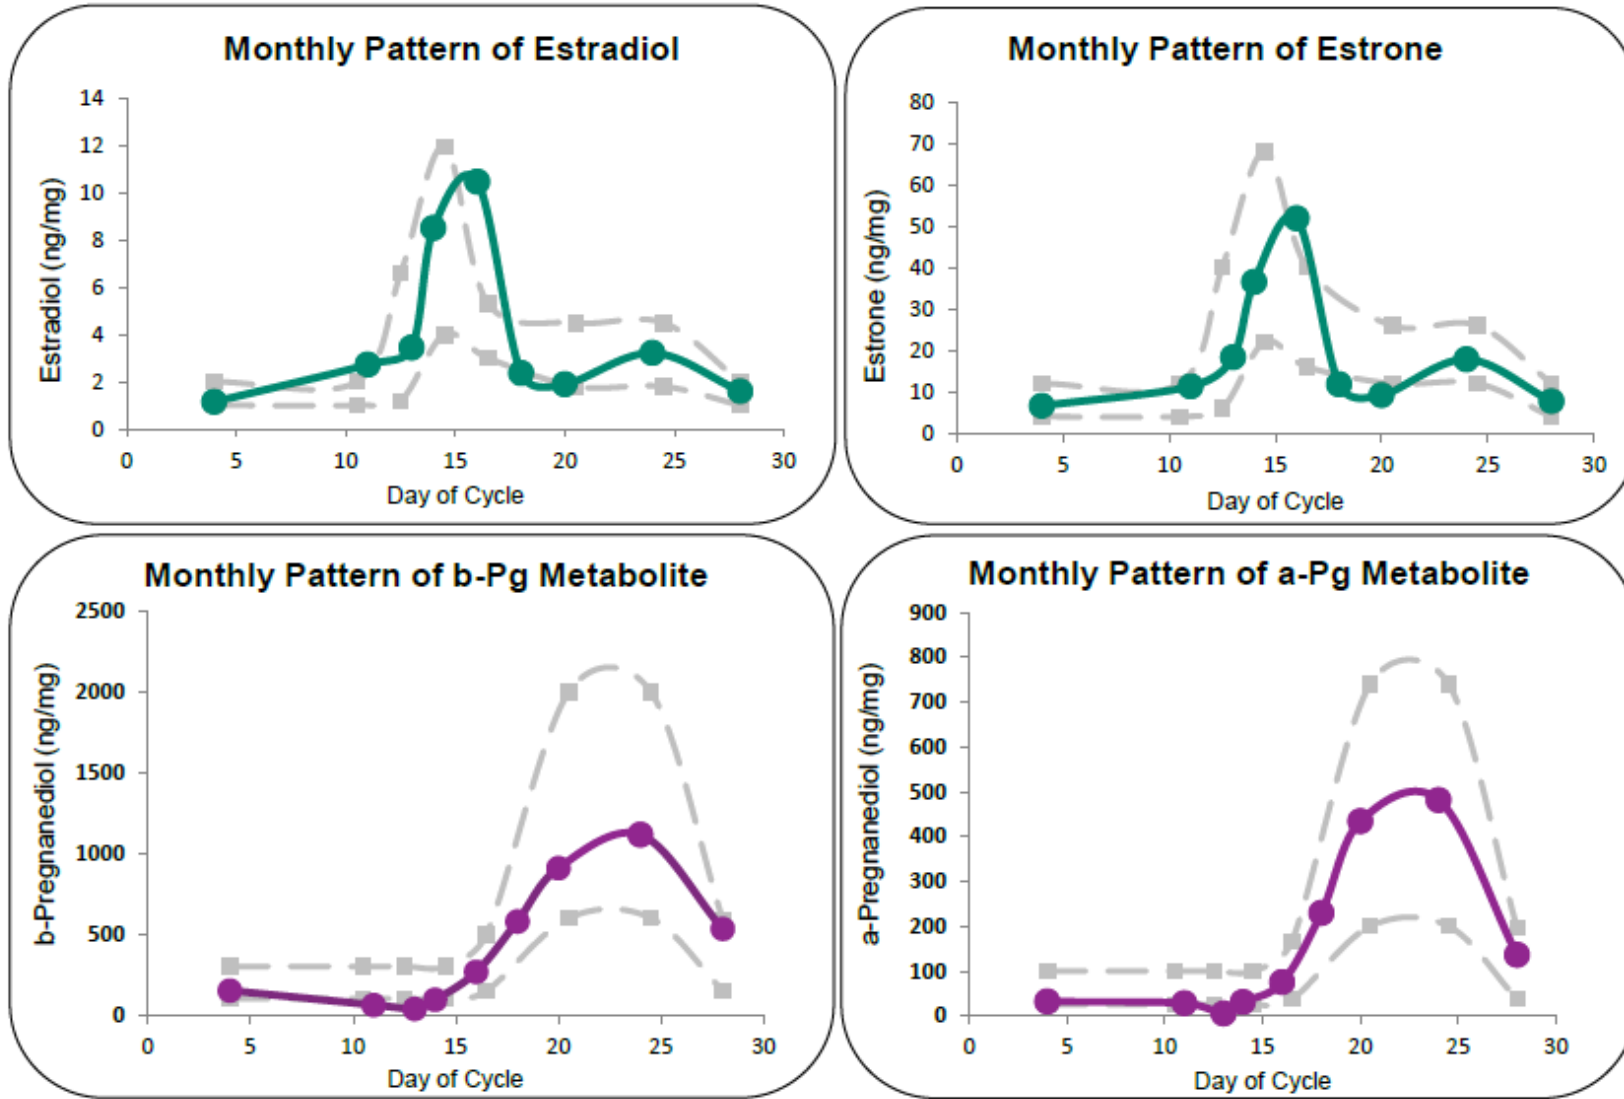 Monthly Pattern of Estradiol
14
12
10
8
6
4
2
0
Estradiol (ng/mg)
0 5 10 15 20 25 30
Day of Cycle
Monthly Pattern of Estrone
80
70
60
50
40
30
20
10
0
Estrone (ng/mg)
0 5 10 15 20 25 30
Day of Cycle
Monthly Pattern of b-Pg Metabolite
2500
2000
1500
1000
500
0
b-Pregnanediol (ng/mg)
0 5 10 15 20 25 30
Day of Cycle
Monthly Pattern of a-Pg Metabolite
900
800
700
600
500
400
300
200
100
0
a-Pregnanediol (ng/mg)
0 5 10 15 20 25 30
Day of Cycle